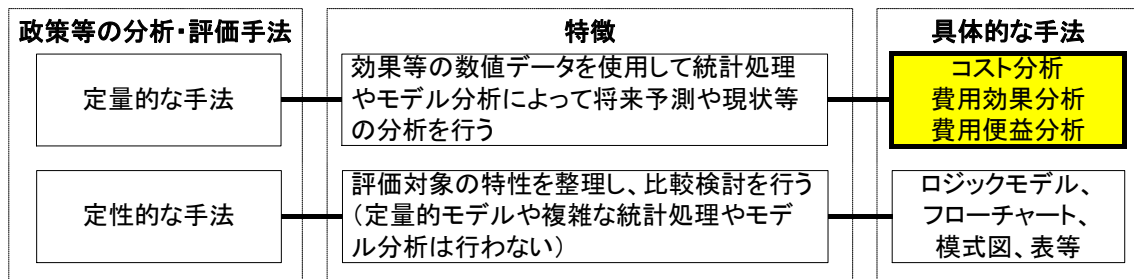 政策等の分析・評価手法
特徴
具体的な手法
定量的な手法
効果等の数値データを使用して統計処理
やモデル分析によって将来予測や現状等
の分析を行う
コスト分析
費用効果分析
費用便益分析
定性的な手法
評価対象の特性を整理し、比較検討を行う
（定量的モデルや複雑な統計処理やモデ
ル分析は行わない）
ロジックモデル、
フローチャート、
模式図、表等